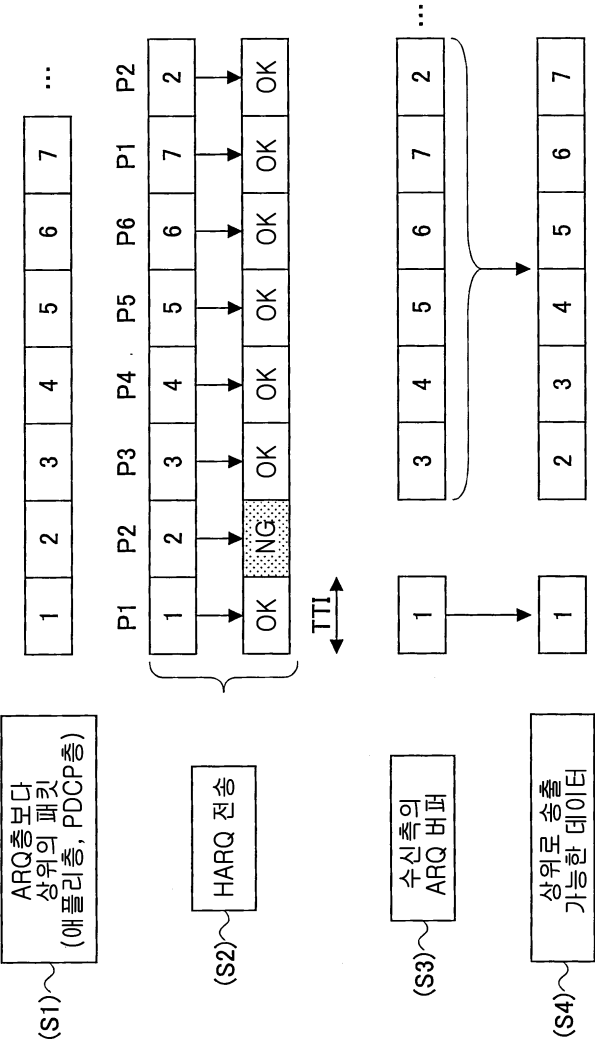 (S1)
ARQ층보다
상위의 패킷
(애플리층, PDCP층)
1 2 3 4 5 6 7 …
(S2)
HARQ 전송
P1 P2 P3 P4 P5 P6 P1 P2
1 2 3 4 5 6 7 2
OK NG OK OK OK OK OK OK
TTI
(S3)
수신측의
ARQ 버퍼
1 3 4 5 6 7 2 …
(S4)
상위로 송출
가능한 데이터
1 2 3 4 5 6 7